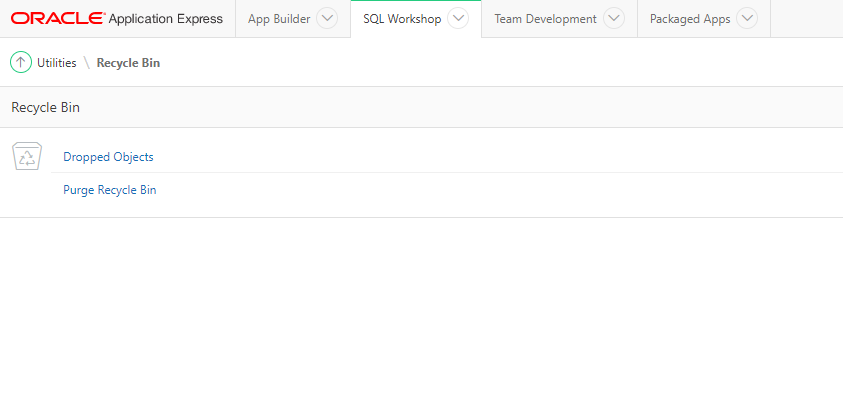 ORACLE Application Express App Builder SQL Workshop Team Development Packaged Apps
Utilities \ Recycle Bin
Recycle Bin
Dropped Objects
Purge Recycle Bin